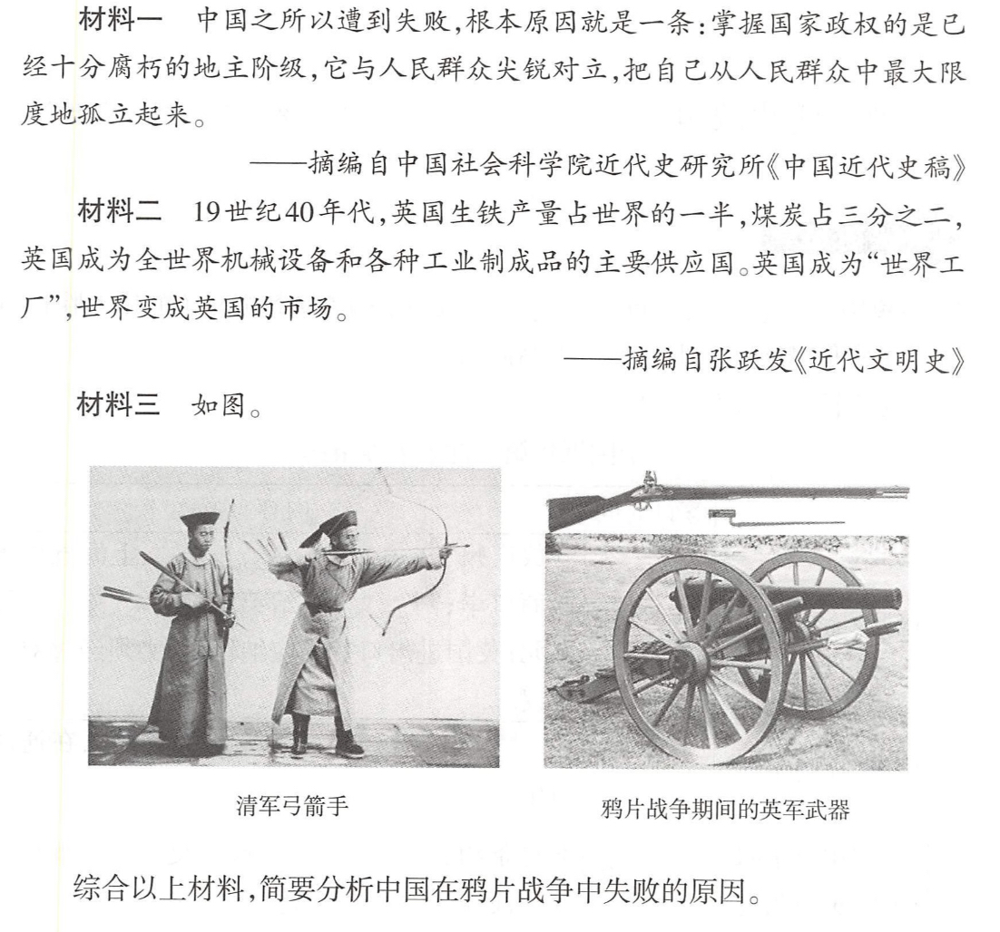 材料一 中国之所以遭到失败,根本原因就是一条:掌握国家政权的是已
经十分腐朽的地主阶级,它与人民群众尖锐对立,把自己从人民群众中最大限
度地孤立起来。
——摘编自中国社会科学院近代史研究所《中国近代史稿》
材料二 19世纪40年代,英国生铁产量占世界的一半,煤炭占三分之二,
英国成为全世界机械设备和各种工业制成品的主要供应国。英国成为“世界工
厂”,世界变成英国的市场。
——摘编自张跃发《近代文明史》
材料三 如图。
清军弓箭手
鸦片战争期间的英军武器
综合以上材料,简要分析中国在鸦片战争中失败的原因。